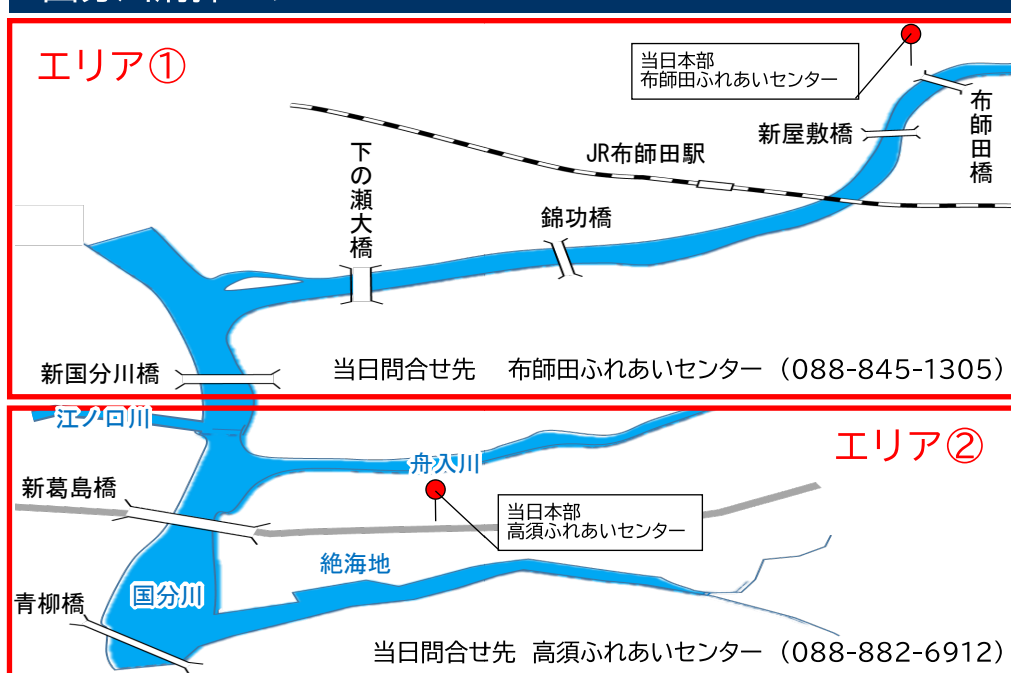 エリア①
当日本部
布師田ふれあいセンター
布師田橋
新屋敷橋
JR布師田駅
下の瀬大橋
錦功橋
新国分川橋
当日問合せ先 布師田ふれあいセンター (088-845-1305)
江ノ口川
エリア②
舟入川
新葛島橋
当日本部
高須ふれあいセンター
絶海地
国分川
青柳橋
当日問合せ先 高須ふれあいセンター (088-882-6912)